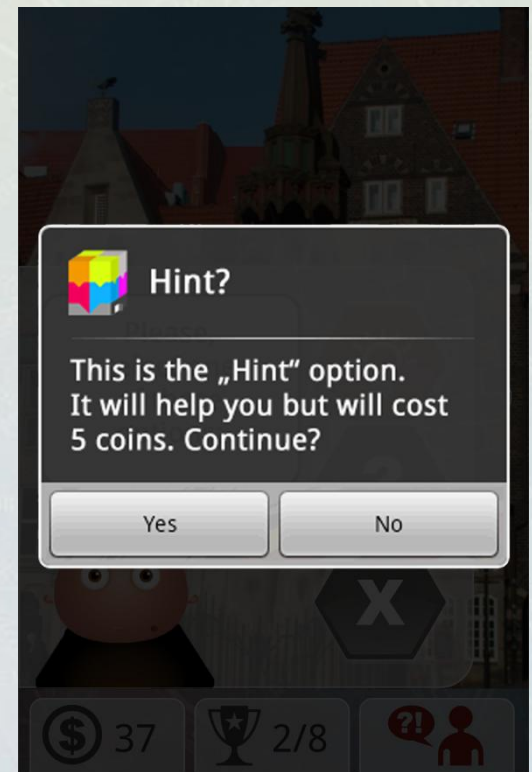 Hint?
This is the „Hint“ option.
It will help you but will cost
5 coins. Continue?
Yes
No
X
37
2/8
?!